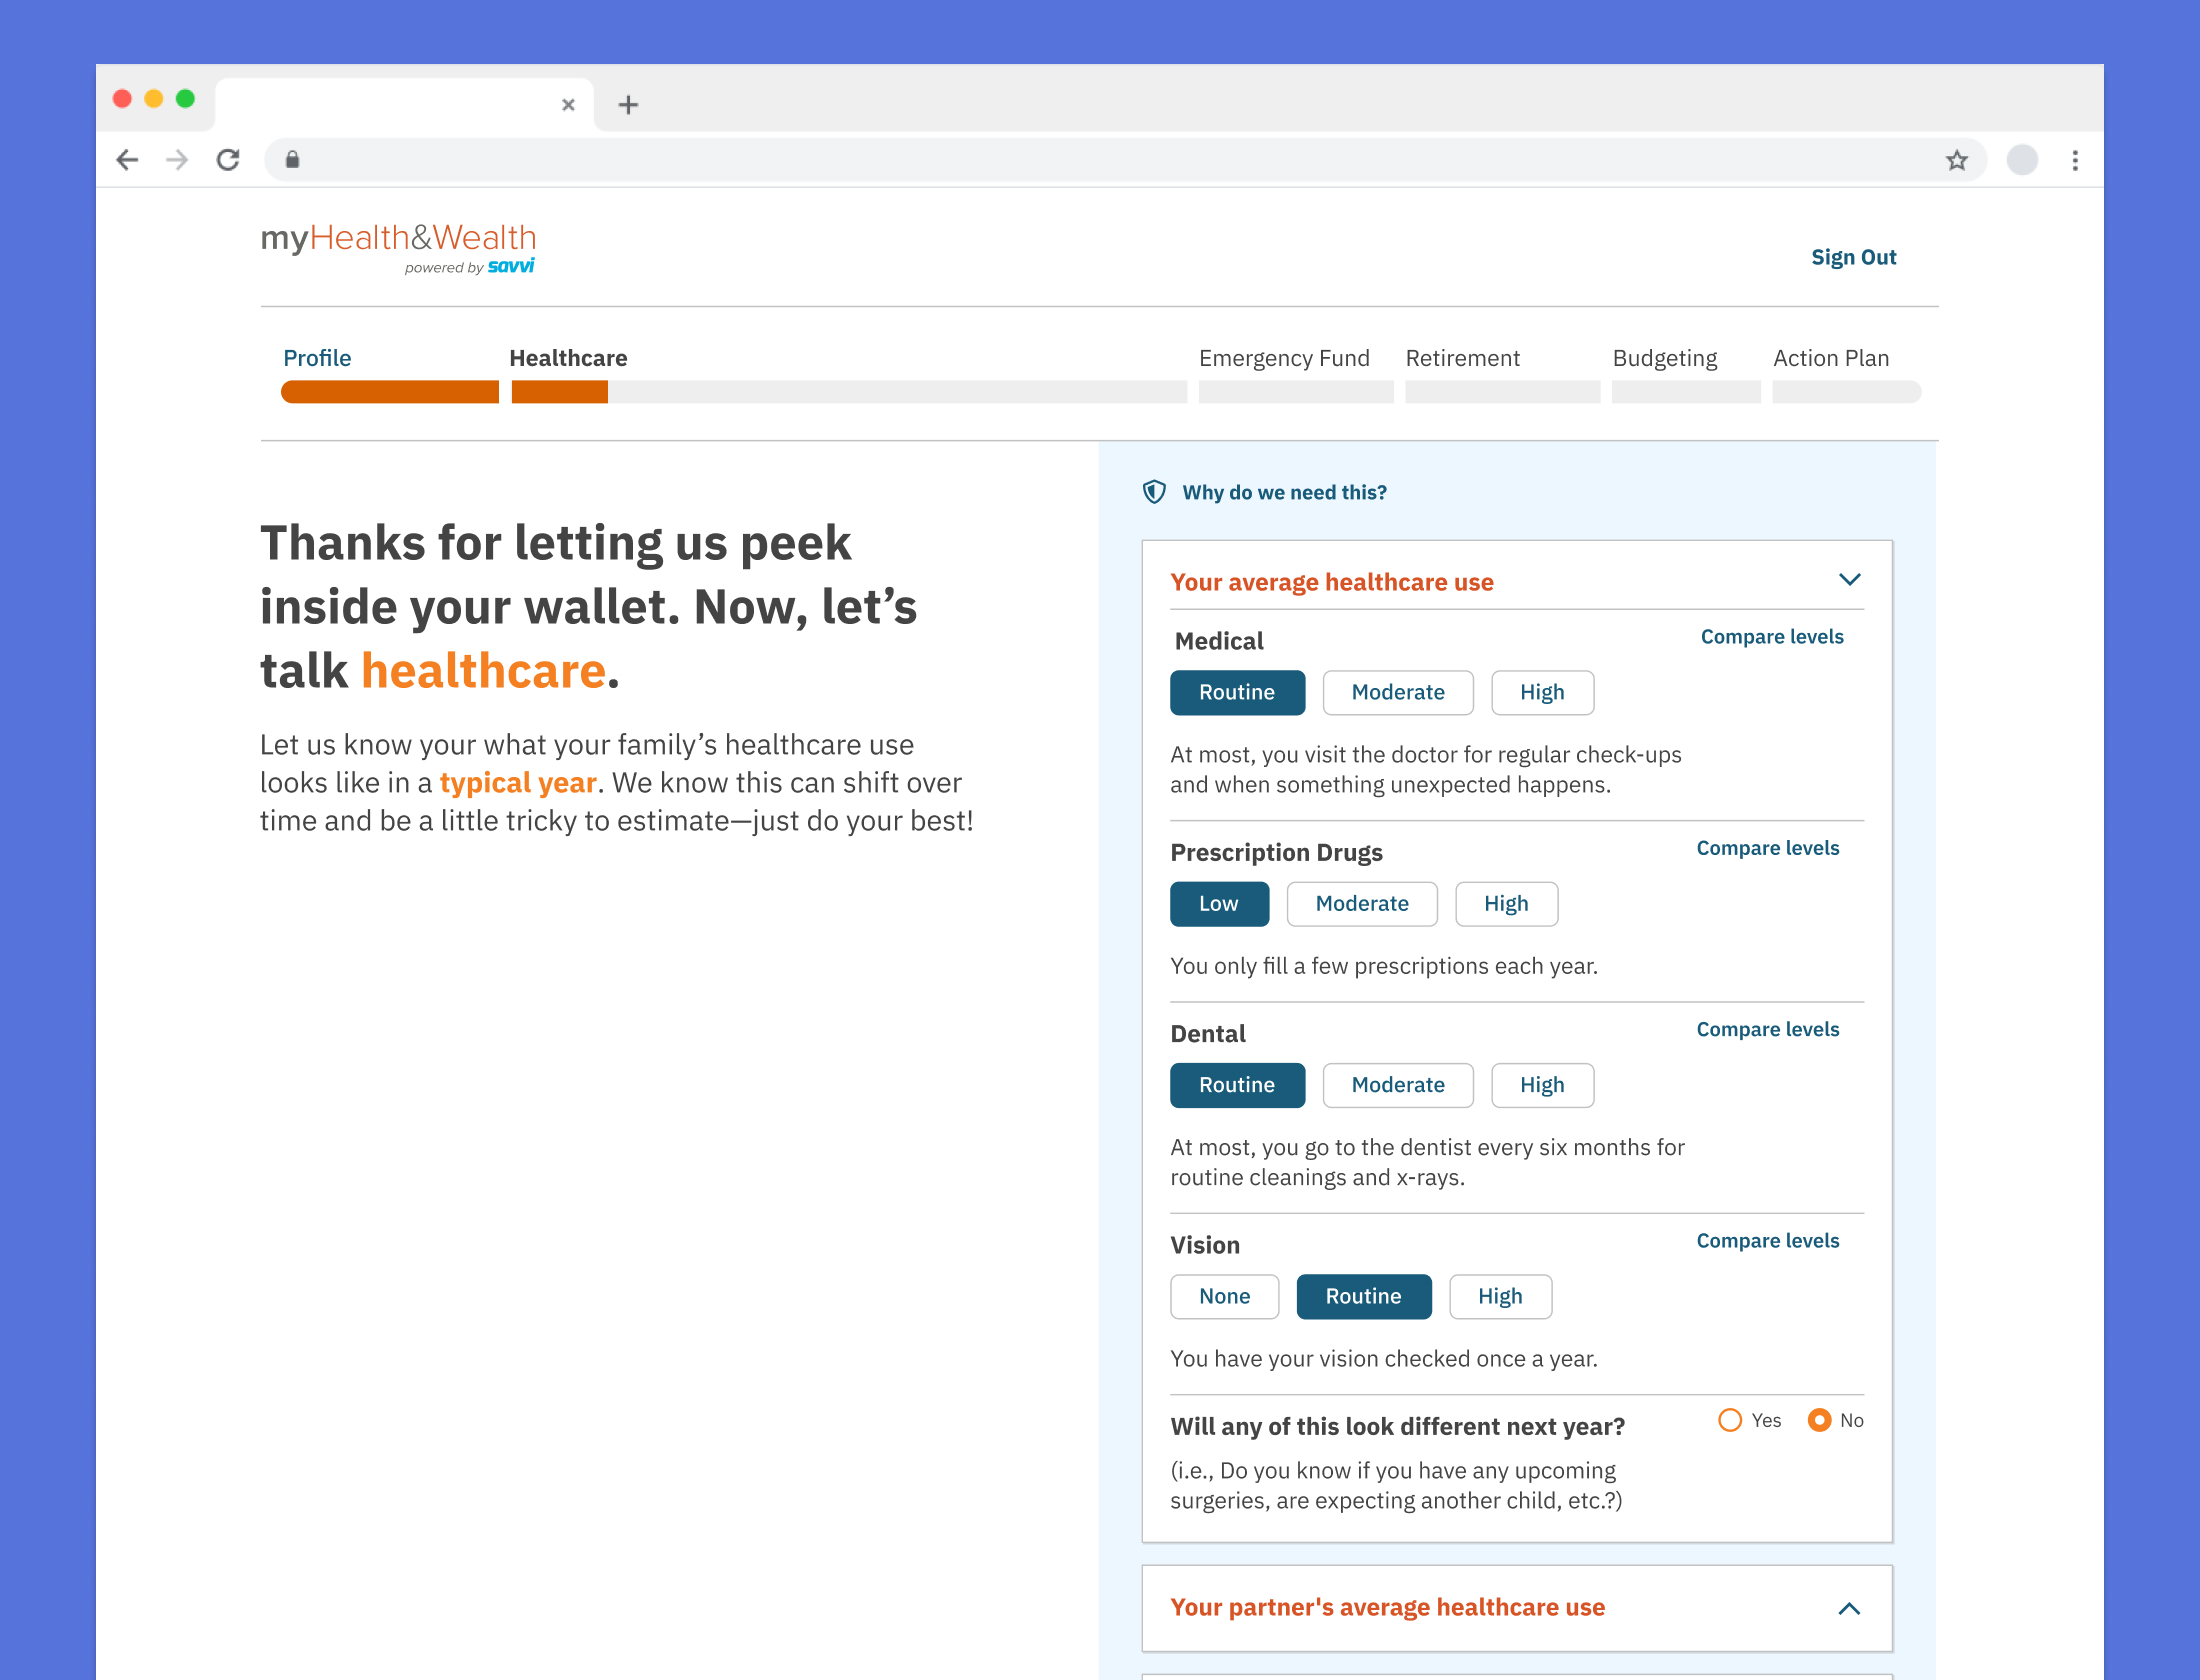 myHealth&Wealth
powered by savvi
Sign Out
Profile
Healthcare
Emergency Fund
Retirement
Budgeting
Action Plan
Thanks for letting us peek
inside your wallet. Now, let’s
talk healthcare.
Let us know your what your family’s healthcare use
looks like in a typical year. We know this can shift over
time and be a little tricky to estimate—just do your best!
Why do we need this?
Your average healthcare use
Medical
Compare levels
Routine
Moderate
High
At most, you visit the doctor for regular check-ups
and when something unexpected happens.
Prescription Drugs
Compare levels
Low
Moderate
High
You only fill a few prescriptions each year.
Dental
Compare levels
Routine
Moderate
High
At most, you go to the dentist every six months for
routine cleanings and x-rays.
Vision
Compare levels
None
Routine
High
You have your vision checked once a year.
Will any of this look different next year?
Yes
No
(i.e., Do you know if you have any upcoming
surgeries, are expecting another child, etc.?)
Your partner's average healthcare use